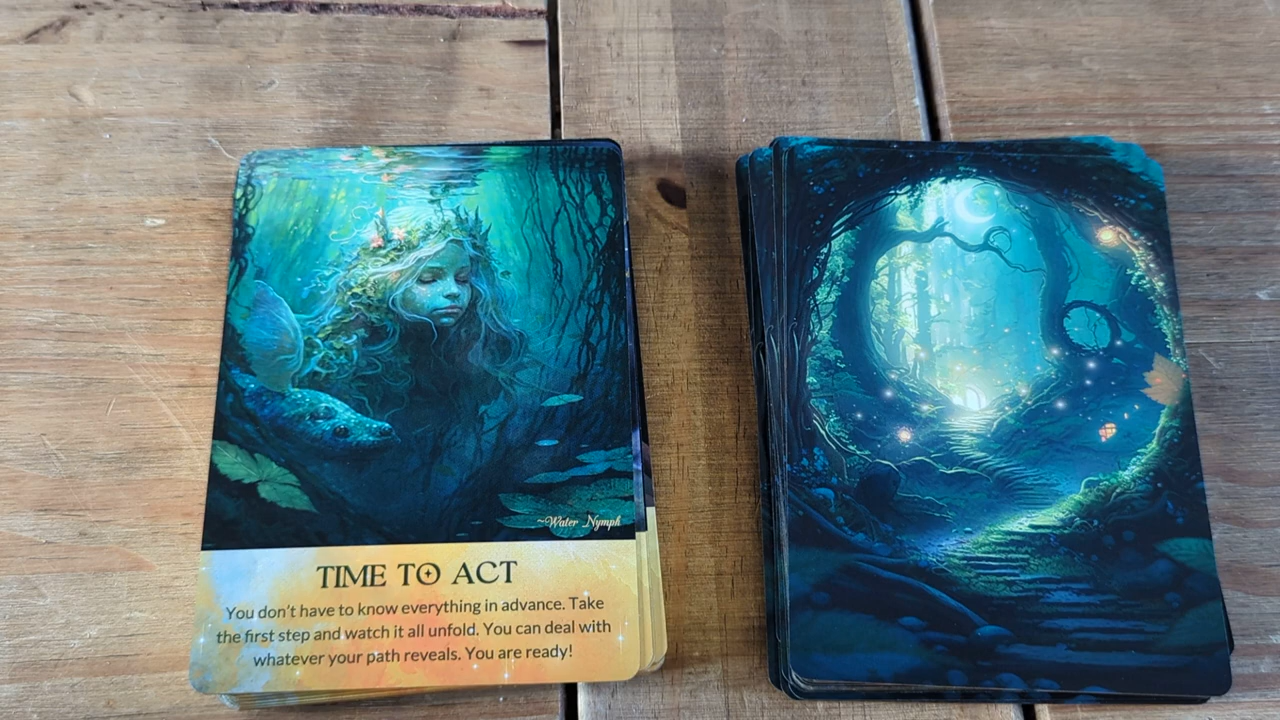 ~Water Nymph
TIME TO ACT
You don't have to know everything in advance. Take
the first step and watch it all unfold. You can deal with
whatever your path reveals. You are ready!